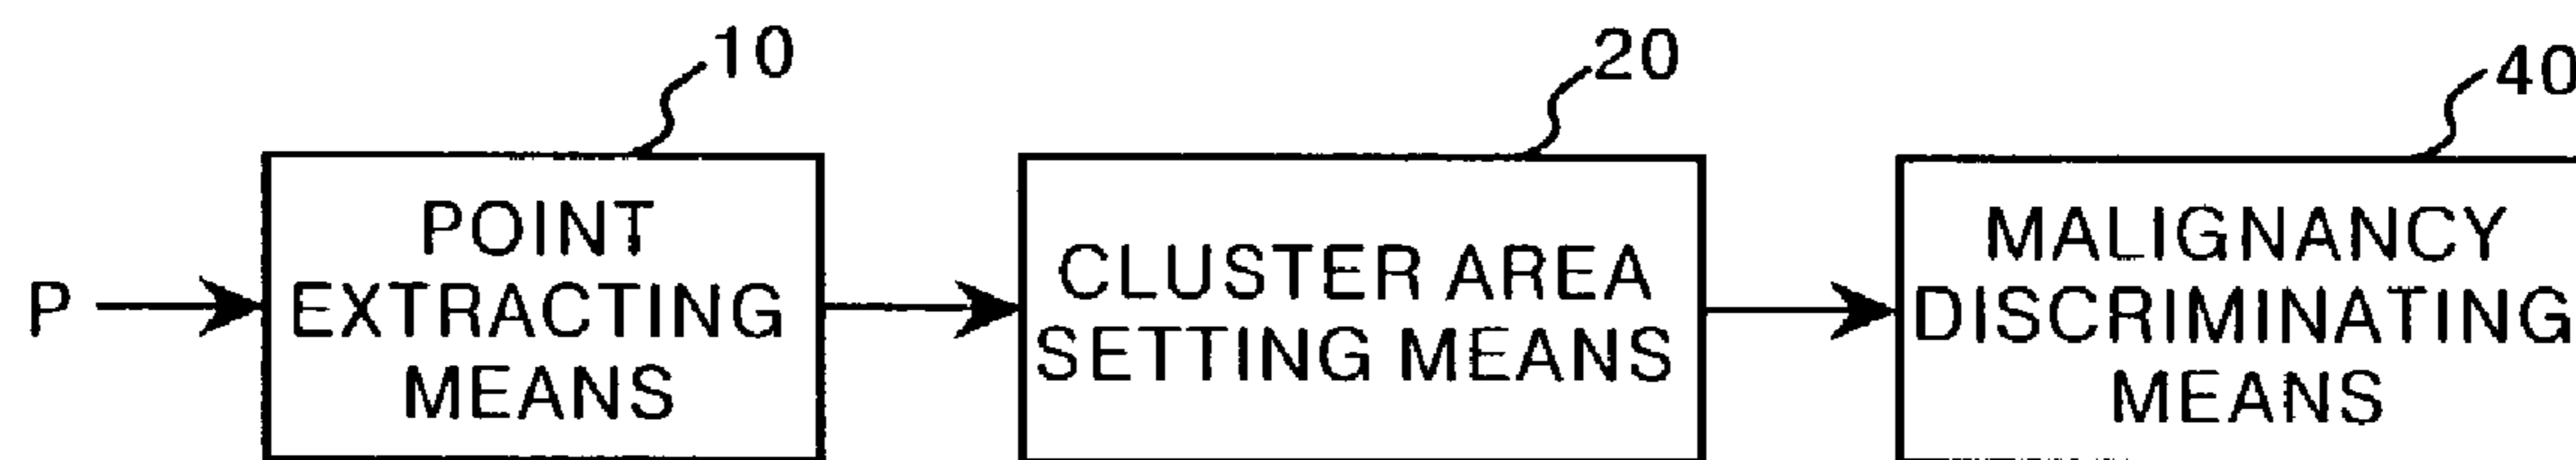 10
20
40
POINT
EXTRACTING
MEANS
P
CLUSTER AREA
SETTING MEANS
MALIGNANCY
DISCRIMINATING
MEANS